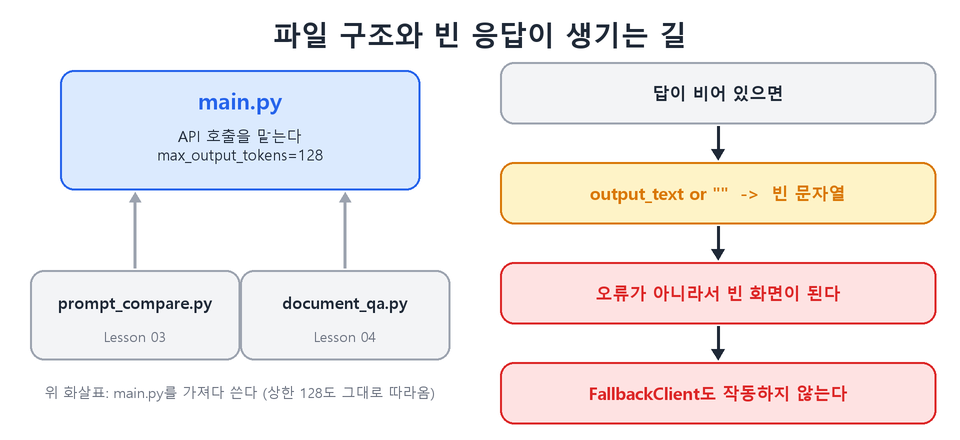 파일 구조와 빈 응답이 생기는 길
main.py
API 호출을 맡는다
max_output_tokens=128
prompt_compare.py
Lesson 03
document_qa.py
Lesson 04
위 화살표: main.py를 가져다 쓴다 (상한 128도 그대로 따라옴)
답이 비어 있으면
output_text or "" -> 빈 문자열
오류가 아니라서 빈 화면이 된다
FallbackClient도 작동하지 않는다